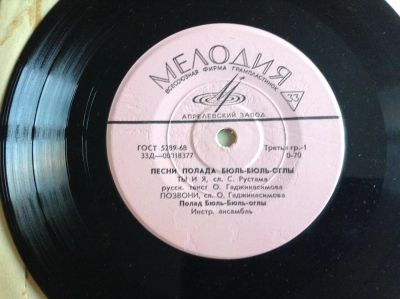 МЕЛОДИЯ
ВСЕСОЮЗНАЯ ФИРМА ГРАМПЛАСТИНОК
33
АПРЕЛЕВСКИЙ ЗАВОД
ГОСТ 5289-68 Третья гр.-1
33Д—00018377 0-70
ПЕСНИ ПОЛАДА БЮЛЬ-БЮЛЬ-ОГЛЫ
ТЫ И Я, сл. С. Рустама
русск. текст О. Гаджикасимова
ПОЗВОНИ, сл. О. Гаджикасимова
Полад Бюль-Бюль-оглы
Инстр. ансамбль